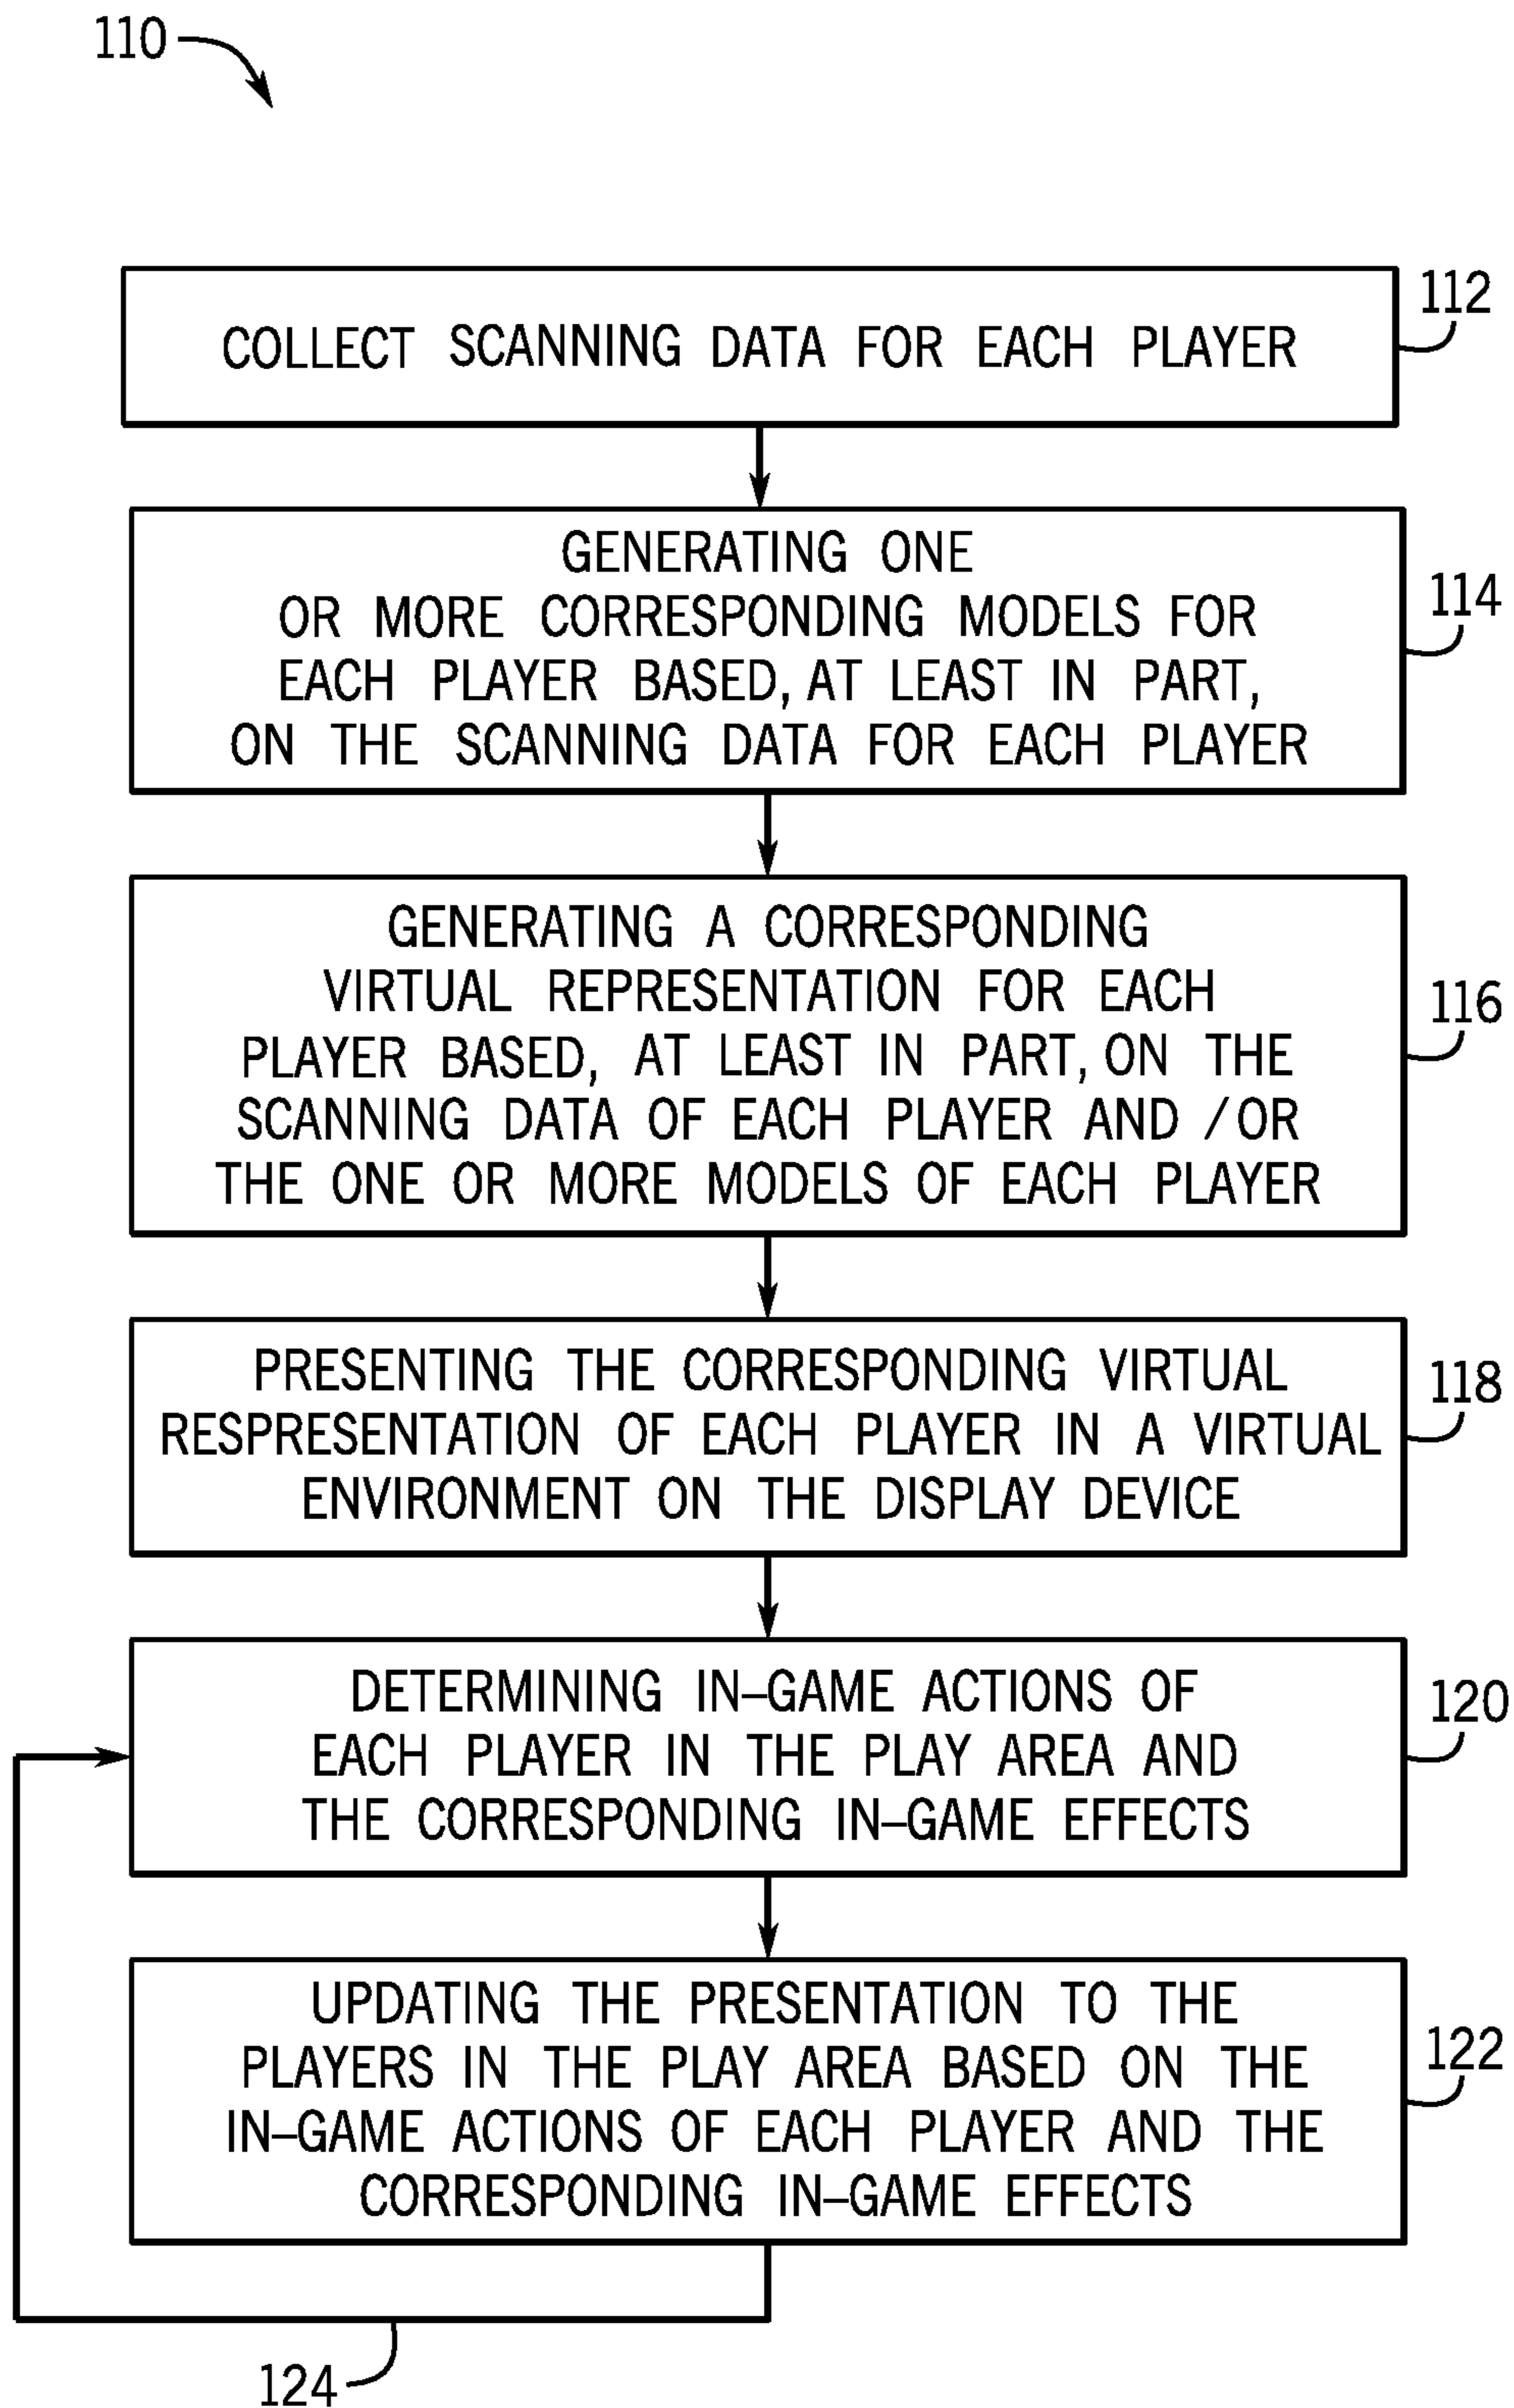 110
COLLECT SCANNING DATA FOR EACH PLAYER
112
GENERATING ONE
OR MORE CORRESPONDING MODELS FOR
EACH PLAYER BASED, AT LEAST IN PART,
ON THE SCANNING DATA FOR EACH PLAYER
114
GENERATING A CORRESPONDING
VIRTUAL REPRESENTATION FOR EACH
PLAYER BASED, AT LEAST IN PART, ON THE
SCANNING DATA OF EACH PLAYER AND /OR
THE ONE OR MORE MODELS OF EACH PLAYER
116
PRESENTING THE CORRESPONDING VIRTUAL
RESPRESENTATION OF EACH PLAYER IN A VIRTUAL
ENVIRONMENT ON THE DISPLAY DEVICE
118
DETERMINING IN–GAME ACTIONS OF
EACH PLAYER IN THE PLAY AREA AND
THE CORRESPONDING IN–GAME EFFECTS
120
UPDATING THE PRESENTATION TO THE
PLAYERS IN THE PLAY AREA BASED ON THE
IN–GAME ACTIONS OF EACH PLAYER AND THE
CORRESPONDING IN–GAME EFFECTS
122
124